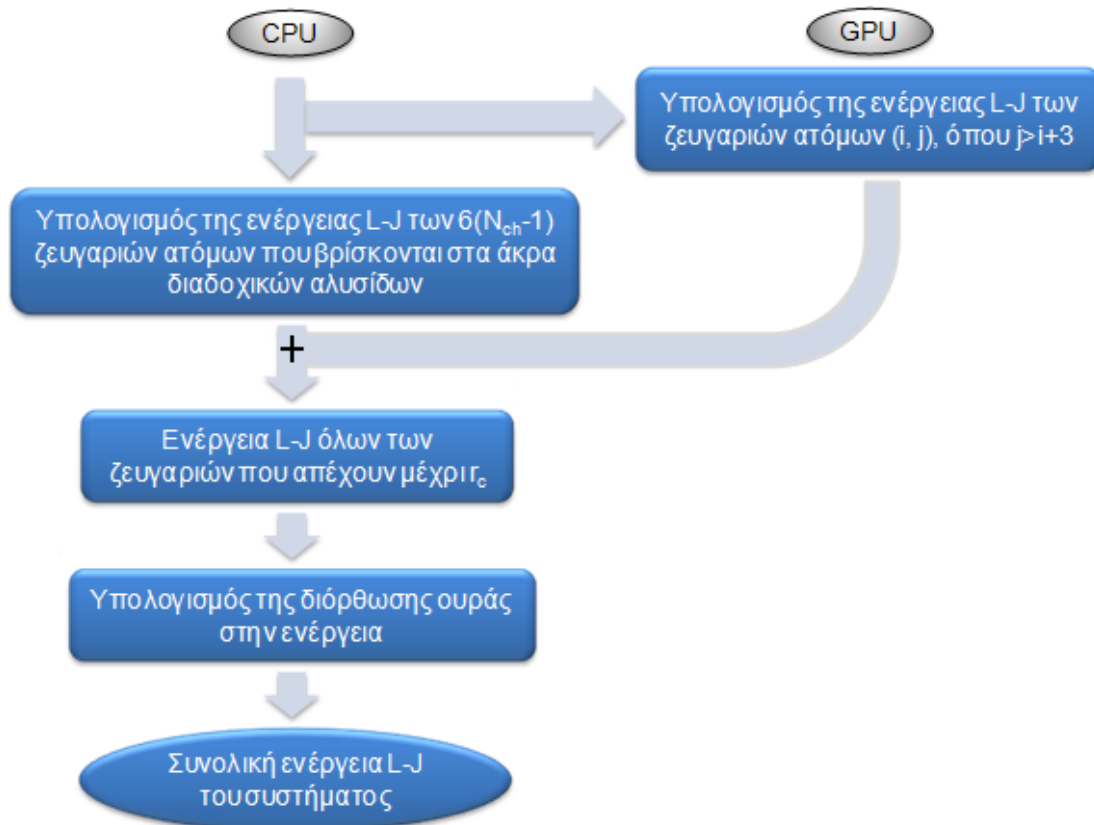 CPU
GPU
Υπολογισμός της ενέργειας L-J των
ζευγαριών ατόμων (i, j), όπου j>i+3
Υπολογισμός της ενέργειας L-J των 6(N_ch-1)
ζευγαριών ατόμων που βρίσκονται στα άκρα
διαδοχικών αλυσίδων
+
Ενέργεια L-J όλων των
ζευγαριών που απέχουν μέχρι r_c
Υπολογισμός της διόρθωσης ουράς
στην ενέργεια
Συνολική ενέργεια L-J
του συστήματος